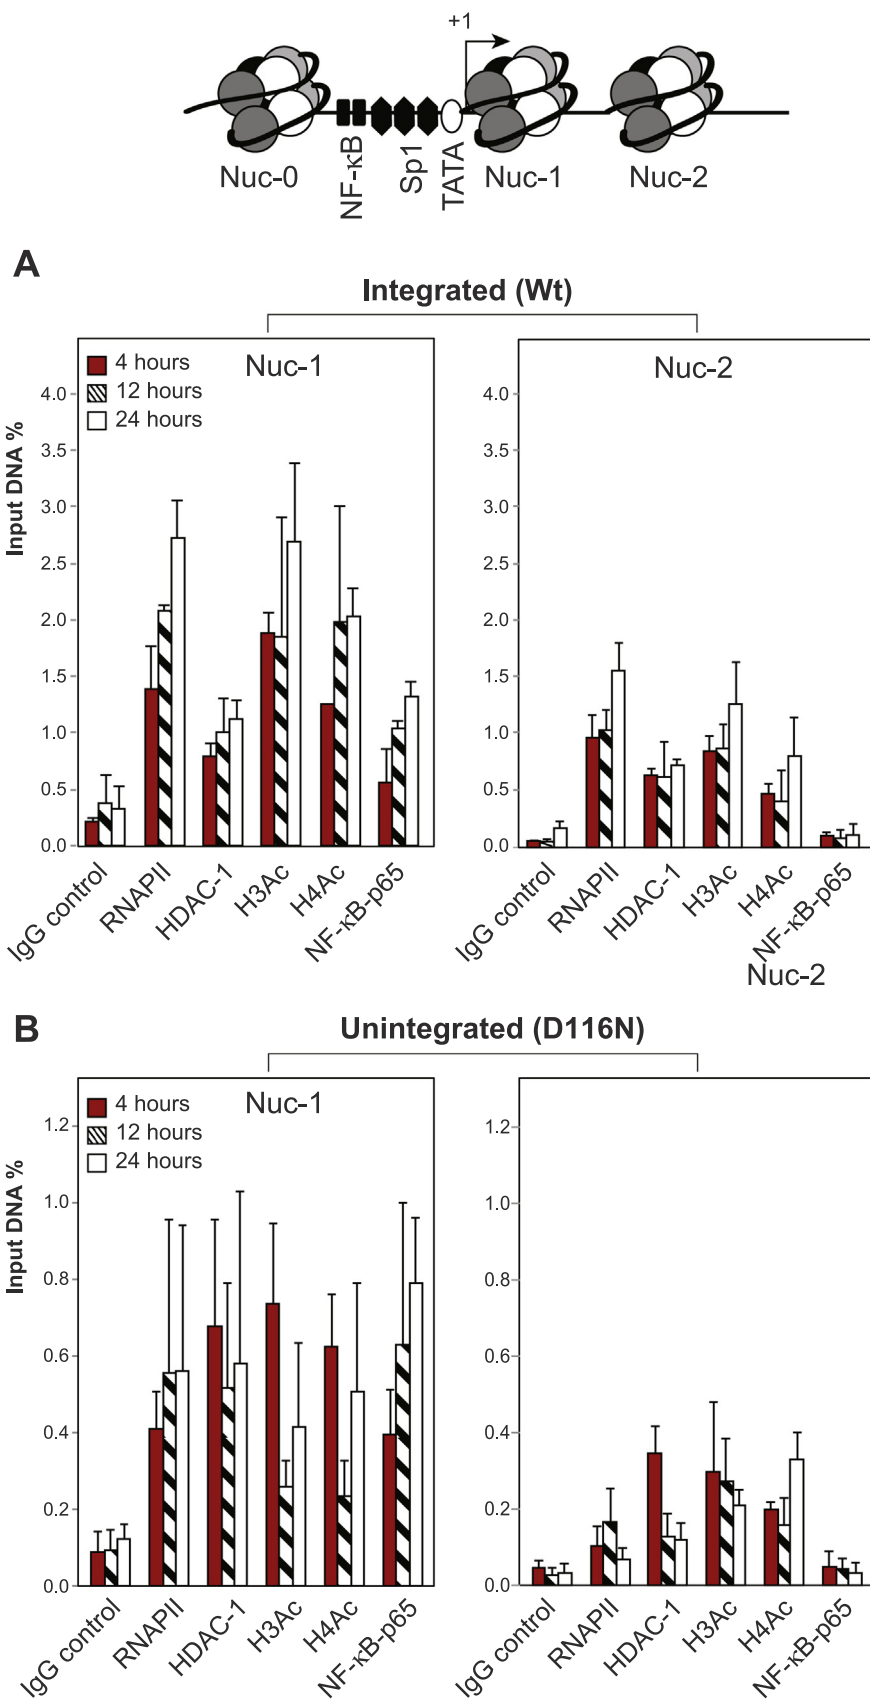 +1
Nuc-0
NF-κB
Sp1
TATA
Nuc-1
Nuc-2
A
Integrated (Wt)
Input DNA %
4.0
3.5
3.0
2.5
2.0
1.5
1.0
0.5
0.0
4 hours
12 hours
24 hours
Nuc-1
IgG control
RNAPII
HDAC-1
H3Ac
H4Ac
NF-κB-p65
Nuc-2
4.0
3.5
3.0
2.5
2.0
1.5
1.0
0.5
0.0
IgG control
RNAPII
HDAC-1
H3Ac
H4Ac
NF-κB-p65
Nuc-2
B
Unintegrated (D116N)
Input DNA %
1.2
1.0
0.8
0.6
0.4
0.2
0.0
4 hours
12 hours
24 hours
Nuc-1
IgG control
RNAPII
HDAC-1
H3Ac
H4Ac
NF-κB-p65
1.2
1.0
0.8
0.6
0.4
0.2
0.0
IgG control
RNAPII
HDAC-1
H3Ac
H4Ac
NF-κB-p65